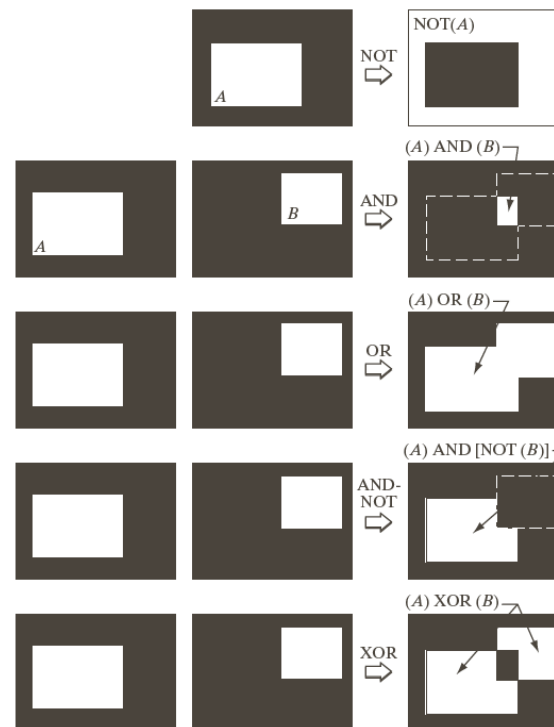 NOT(A)
NOT
A
(A) AND (B)
AND
B
A
(A) OR (B)
OR
(A) AND [NOT (B)]
AND-
NOT
(A) XOR (B)
XOR